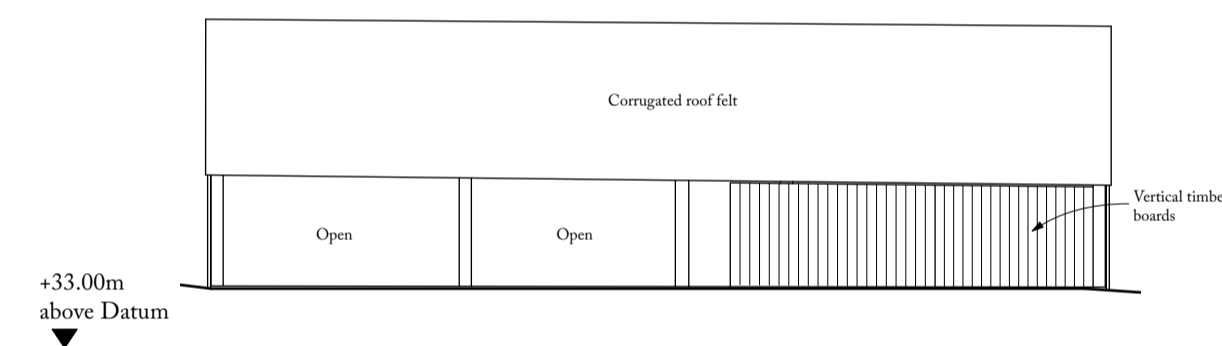 Corrugated roof felt
Vertical timbe
boards
Open
Open
+33.00m
above Datum